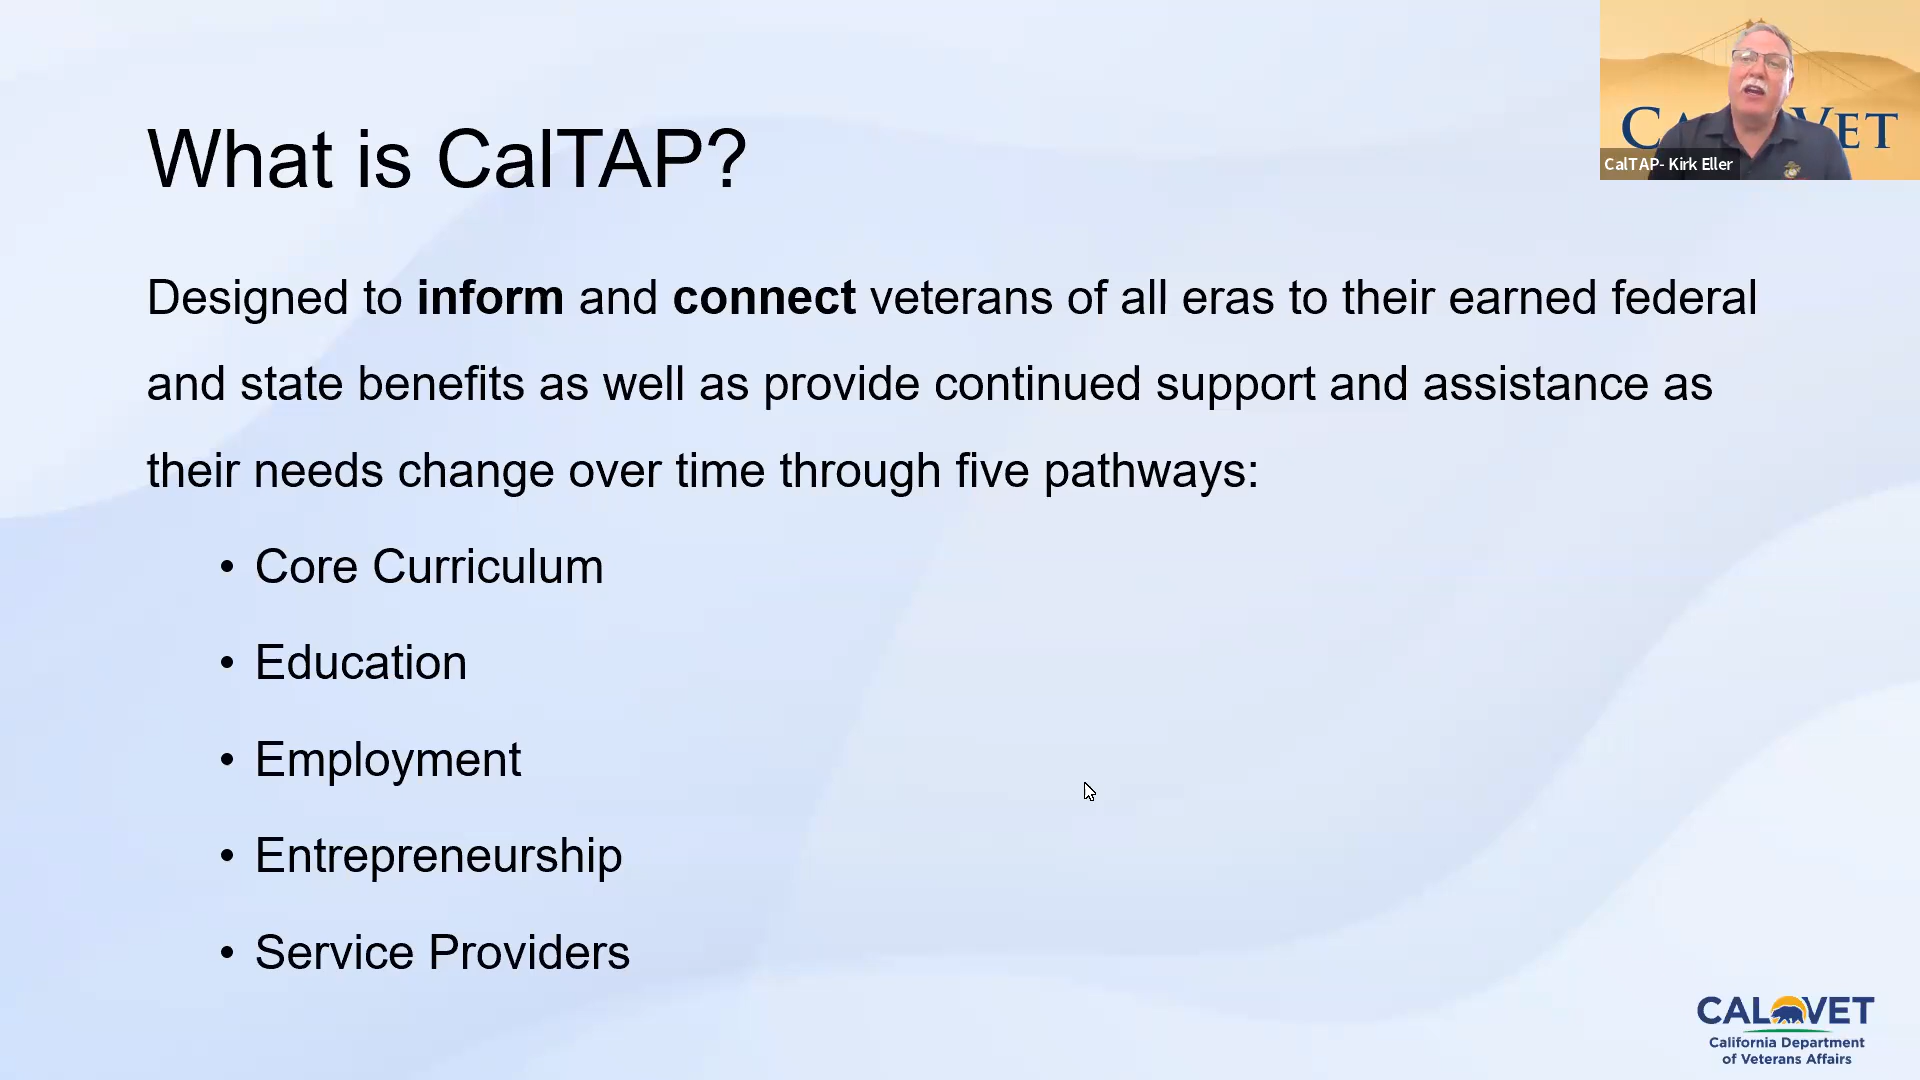 What is CalTAP?
Designed to inform and connect veterans of all eras to their earned federal
and state benefits as well as provide continued support and assistance as
their needs change over time through five pathways:
• Core Curriculum
• Education
• Employment
• Entrepreneurship
• Service Providers
CalTAP- Kirk Eller
CALVET
California Department
of Veterans Affairs